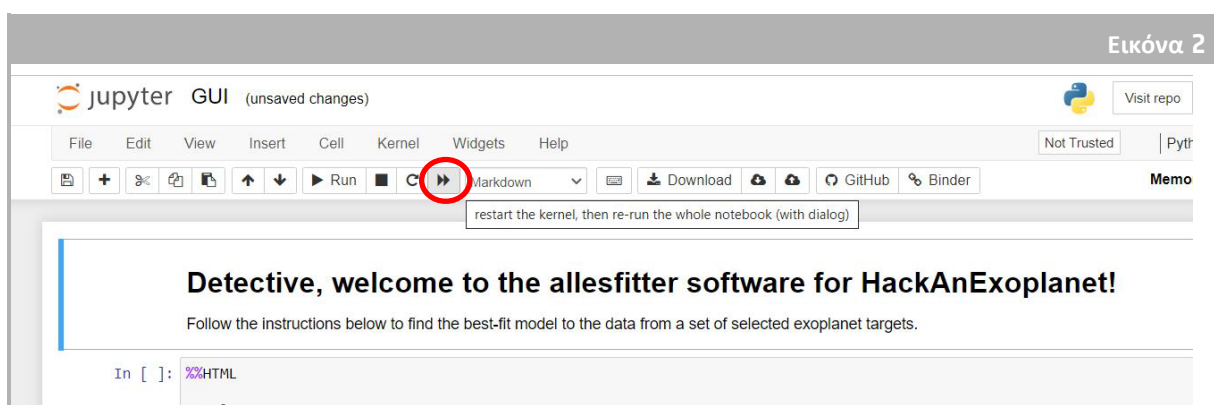 Εικόνα 2
jupyter GUI (unsaved changes) Visit repo
File Edit View Insert Cell Kernel Widgets Help Not Trusted
Run Markdown Download GitHub Binder
restart the kernel, then re-run the whole notebook (with dialog)
Detective, welcome to the allesfitter software for HackAnExoplanet!
Follow the instructions below to find the best-fit model to the data from a set of selected exoplanet targets.
In [ ]: %%HTML